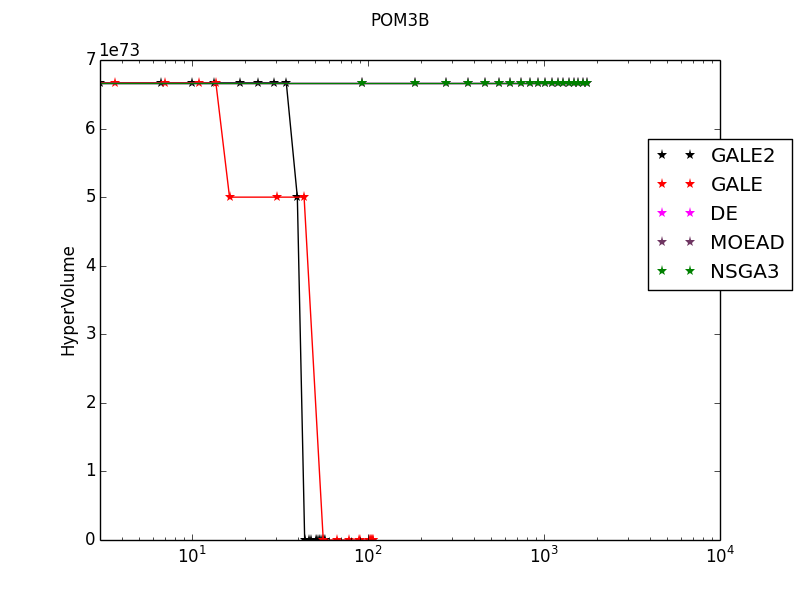 POM3B
1e73
7
6
5
4
3
2
1
0
HyperVolume
10^1
10^2
10^3
10^4
GALE2
GALE
DE
MOEAD
NSGA3